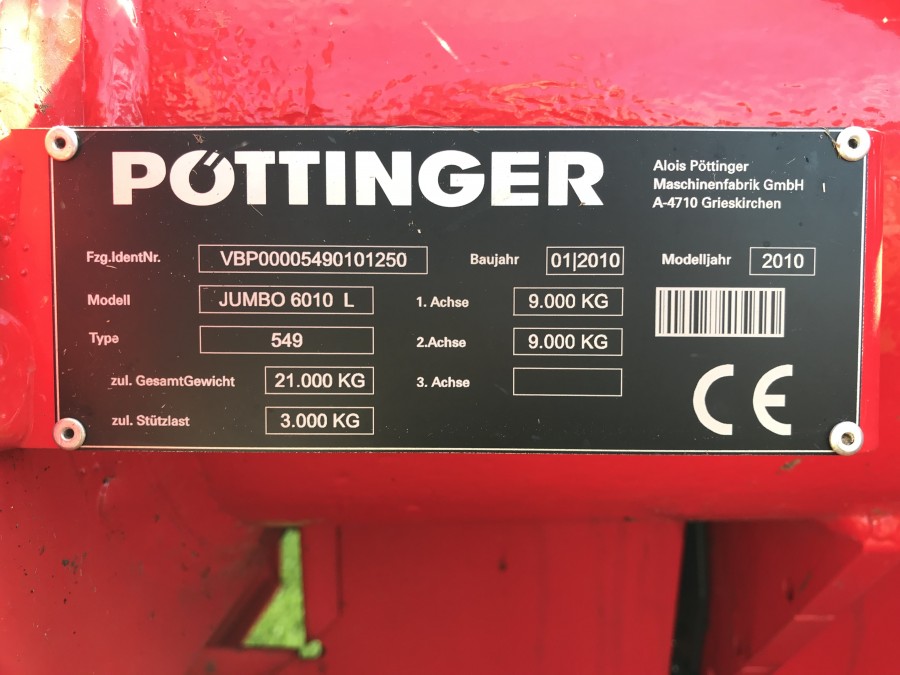 PÖTTINGER
Alois Pöttinger
Maschinenfabrik GmbH
A-4710 Grieskirchen
Fzg.IdentNr. VBP00005490101250 Baujahr 01|2010 Modelljahr 2010
Modell JUMBO 6010 L 1. Achse 9.000 KG
Type 549 2.Achse 9.000 KG
zul. GesamtGewicht 21.000 KG 3. Achse
zul. Stützlast 3.000 KG
CE